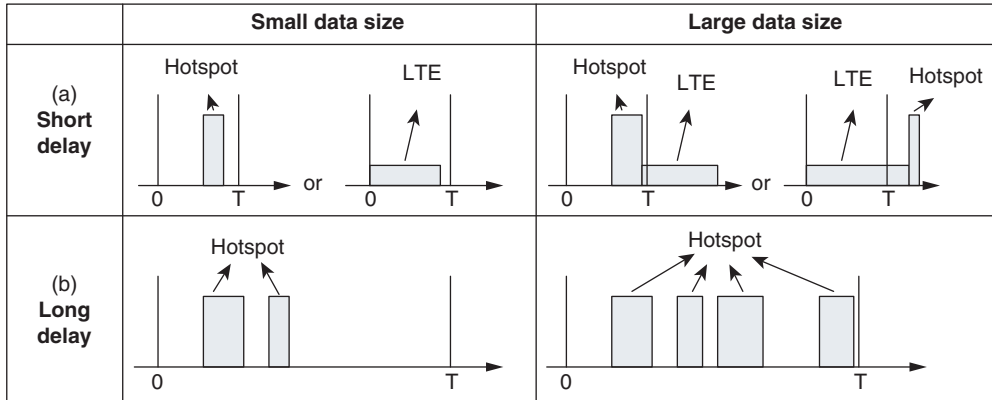 Small data size
Large data size
(a)
Short
delay
Hotspot
0
T
or
LTE
0
T
Hotspot
LTE
0
T
or
LTE
Hotspot
0
T
(b)
Long
delay
Hotspot
0
T
Hotspot
0
T